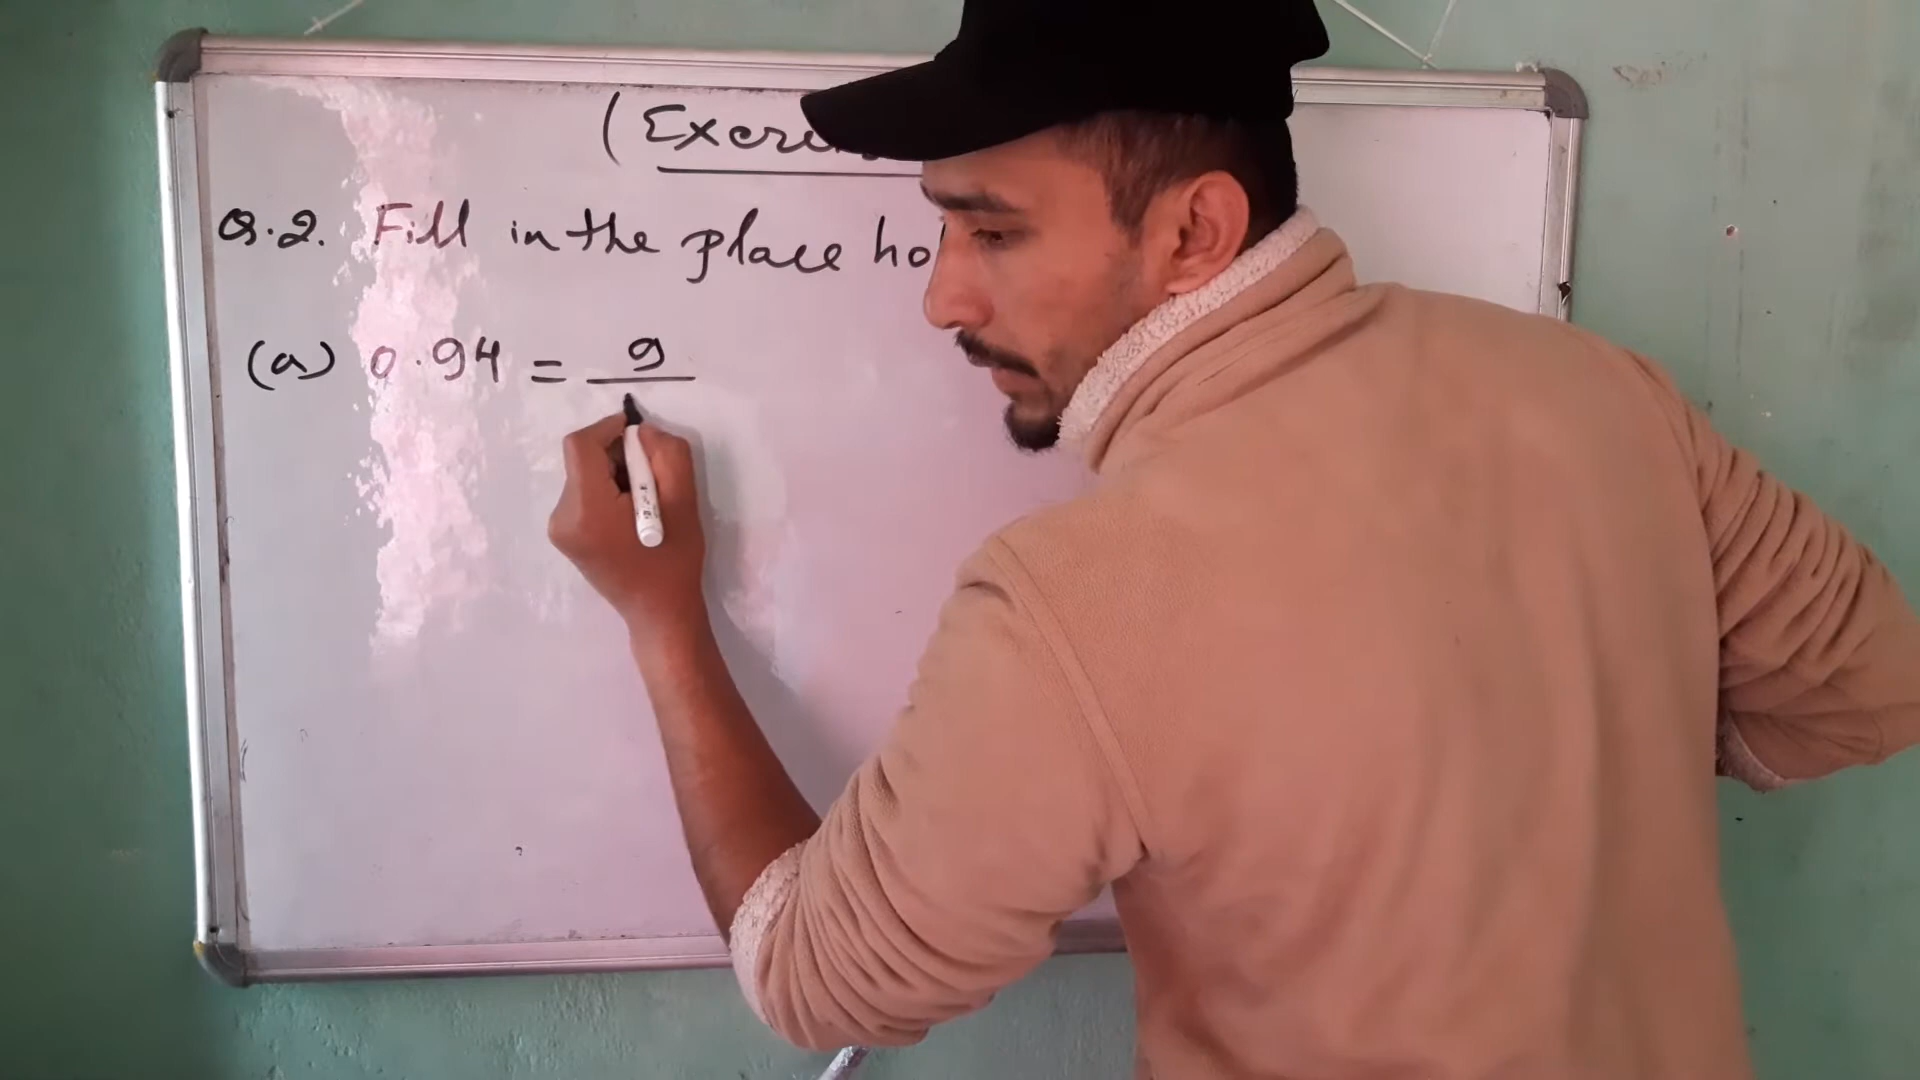 (Exer
Q.2. Fill in the place ho
(a) 0.94 = 9/